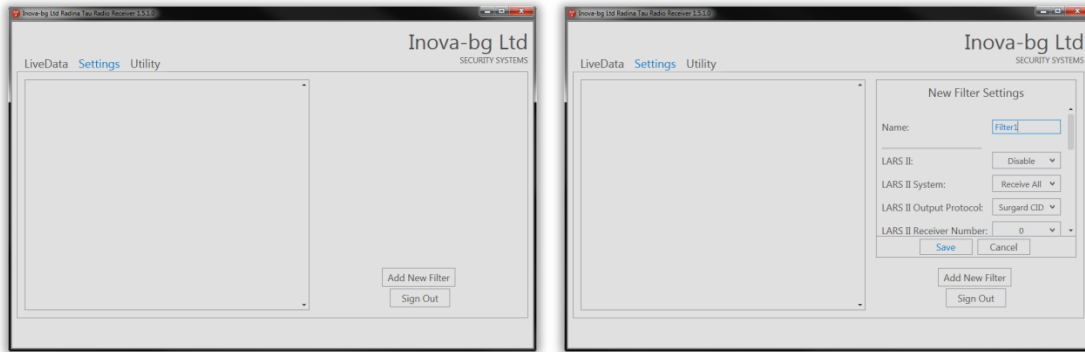 Inova-bg Ltd Radina Tau Radio Receiver 1.5.1.0
Inova-bg Ltd
SECURITY SYSTEMS
LiveData Settings Utility
Add New Filter
Sign Out
Inova-bg Ltd Radina Tau Radio Receiver 1.5.1.0
Inova-bg Ltd
SECURITY SYSTEMS
LiveData Settings Utility
New Filter Settings
Name: Filter1
LARS II: Disable
LARS II System: Receive All
LARS II Output Protocol: Surgard CID
LARS II Receiver Number: 0
Save Cancel
Add New Filter
Sign Out